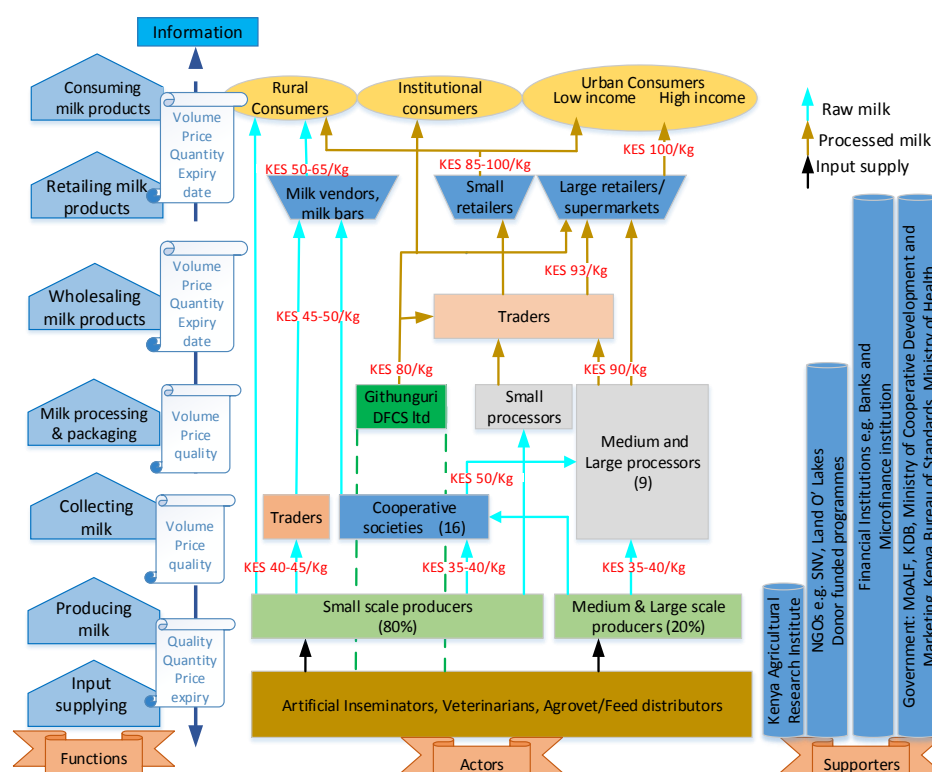 Information
Consuming
milk products
Volume
Price
Quantity
Expiry
date
Retailing milk
products
Wholesaling
milk products
Volume
Price
Quantity
Expiry
date
Milk processing
& packaging
Volume
Price
quality
Collecting
milk
Volume
Price
quality
Producing
milk
Quality
Quantity
Price
expiry
Input
supplying
Functions
Rural
Consumers
Institutional
consumers
Urban Consumers
Low income High income
KES 50-65/Kg
KES 85-100/Kg
KES 100/Kg
Milk vendors,
milk bars
Small
retailers
Large retailers/
supermarkets
KES 93/Kg
KES 45-50/Kg
Traders
KES 80/Kg
KES 90/Kg
Githunguri
DFCS ltd
Small
processors
Medium and
Large processors
(9)
KES 50/Kg
Traders
Cooperative
societies (16)
KES 40-45/Kg
KES 35-40/Kg
KES 35-40/Kg
Small scale producers
(80%)
Medium & Large scale
producers (20%)
Artificial Inseminators, Veterinarians, Agrovet/Feed distributors
Actors
Raw milk
Processed milk
Input supply
Kenya Agricultural
Research Institute
NGOs e.g. SNV, Land O’ Lakes
Donor funded programmes
Financial Institutions e.g. Banks and
Microfinance institution
Government: MoALF, KDB, Ministry of Cooperative Development and
Marketing, Kenya Bureau of Standards, Ministry of Health
Supporters